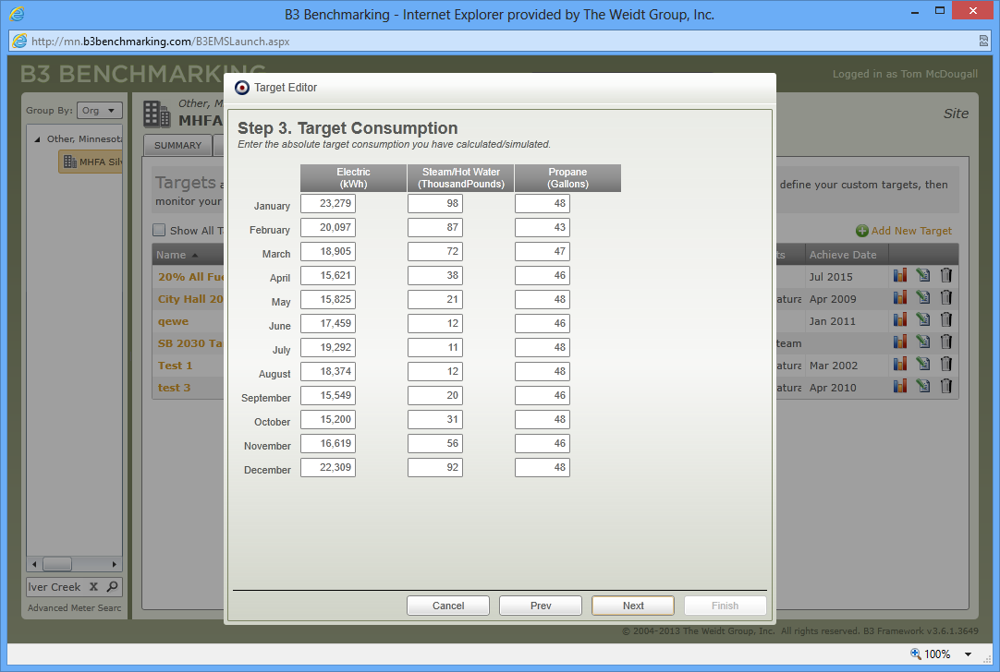 B3 Benchmarking - Internet Explorer provided by The Weidt Group, Inc.
http://mn.b3benchmarking.com/B3EMSLaunch.aspx
B3 BENCHMARKING
Logged in as Tom McDougall
Group By: Org
Other, Minnesota
MHFA Silv
Other, M
MHFA
Site
SUMMARY
Targets
define your custom targets, then
monitor your
Show All T
Add New Target
Name
ts
Achieve Date
20% All Fue
Jul 2015
City Hall 20
atura
Apr 2009
qewe
Jan 2011
SB 2030 Ta
team
Test 1
atura
Mar 2002
test 3
atura
Apr 2010
lver Creek X
Advanced Meter Searc
Target Editor
Step 3. Target Consumption
Enter the absolute target consumption you have calculated/simulated.
Electric Steam/Hot Water Propane
(kWh) (ThousandPounds) (Gallons)
January 23,279 98 48
February 20,097 87 43
March 18,905 72 47
April 15,621 38 46
May 15,825 21 48
June 17,459 12 46
July 19,292 11 48
August 18,374 12 48
September 15,549 20 46
October 15,200 31 48
November 16,619 56 46
December 22,309 92 48
Cancel Prev Next Finish
© 2004-2013 The Weidt Group, Inc. All rights reserved. B3 Framework v3.6.1.3649
100%